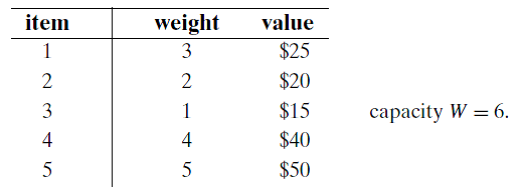 item weight value
1 3 $25
2 2 $20
3 1 $15 capacity W = 6.
4 4 $40
5 5 $50